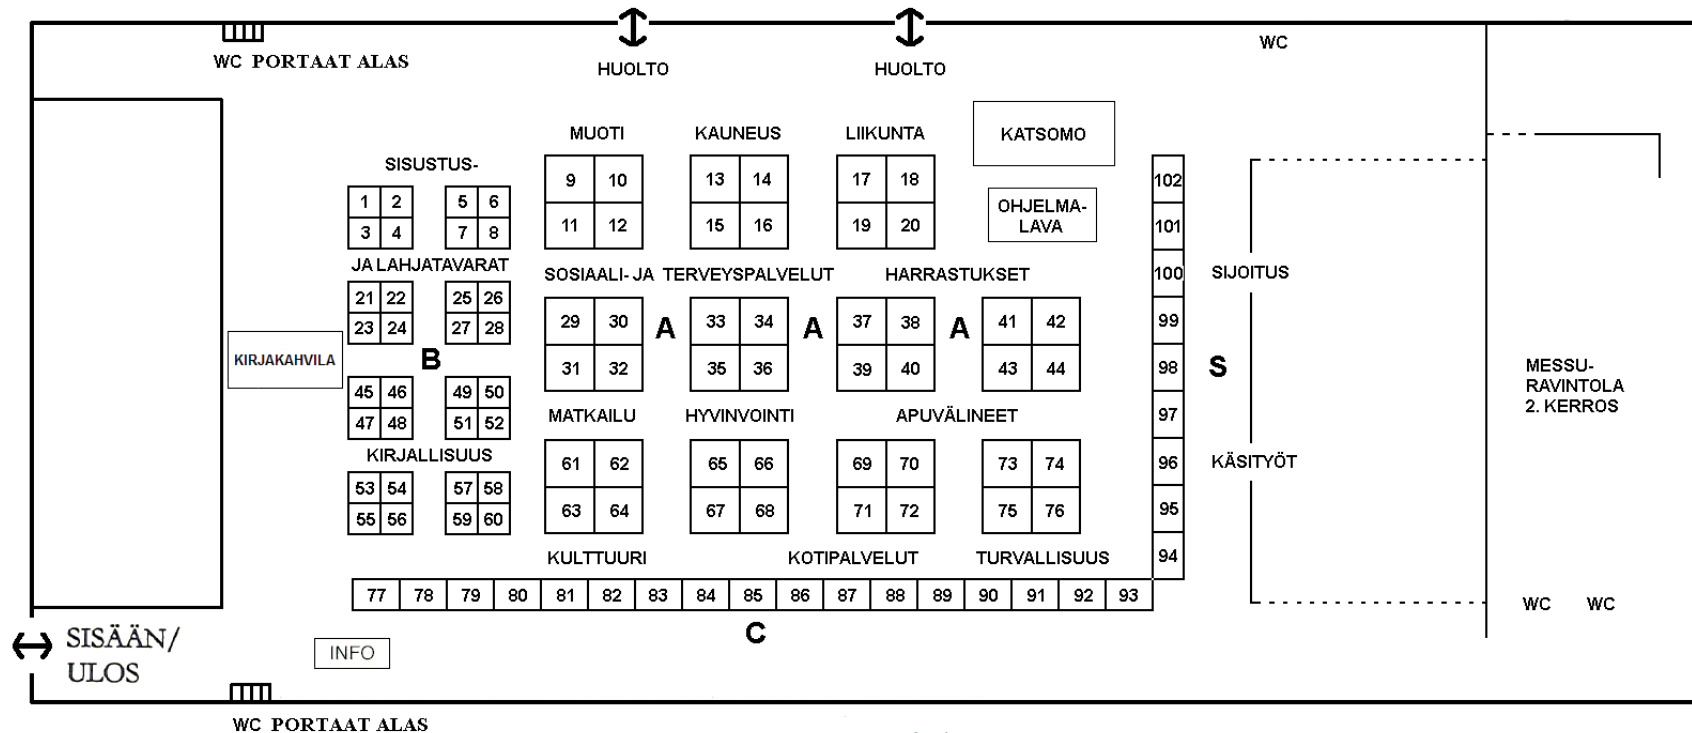 WC PORTAAT ALAS
HUOLTO
HUOLTO
WC
MUOTI
KAUNEUS
LIIKUNTA
KATSOMO
SISUSTUS-
9 10
13 14
17 18
102
1 2
5 6
OHJELMA-
LAVA
11 12
15 16
19 20
101
3 4
7 8
JA LAHJATAVARAT
SOSIAALI- JA TERVEYSPALVELUT
HARRASTUKSET
100
SIJOITUS
21 22
25 26
29 30
A
33 34
A
37 38
A
41 42
99
23 24
27 28
KIRJAKAHVILA
B
31 32
35 36
39 40
43 44
98
S
MESSU-
RAVINTOLA
2. KERROS
45 46
49 50
MATKAILU
HYVINVOINTI
APUVÄLINEET
97
47 48
51 52
KIRJALLISUUS
61 62
65 66
69 70
73 74
96
KÄSITYÖT
53 54
57 58
63 64
67 68
71 72
75 76
95
55 56
59 60
KULTTUURI
KOTIPALVELUT
TURVALLISUUS
94
77 78 79 80 81 82 83 84 85 86 87 88 89 90 91 92 93
WC WC
C
SISÄÄN/
ULOS
INFO
WC PORTAAT ALAS